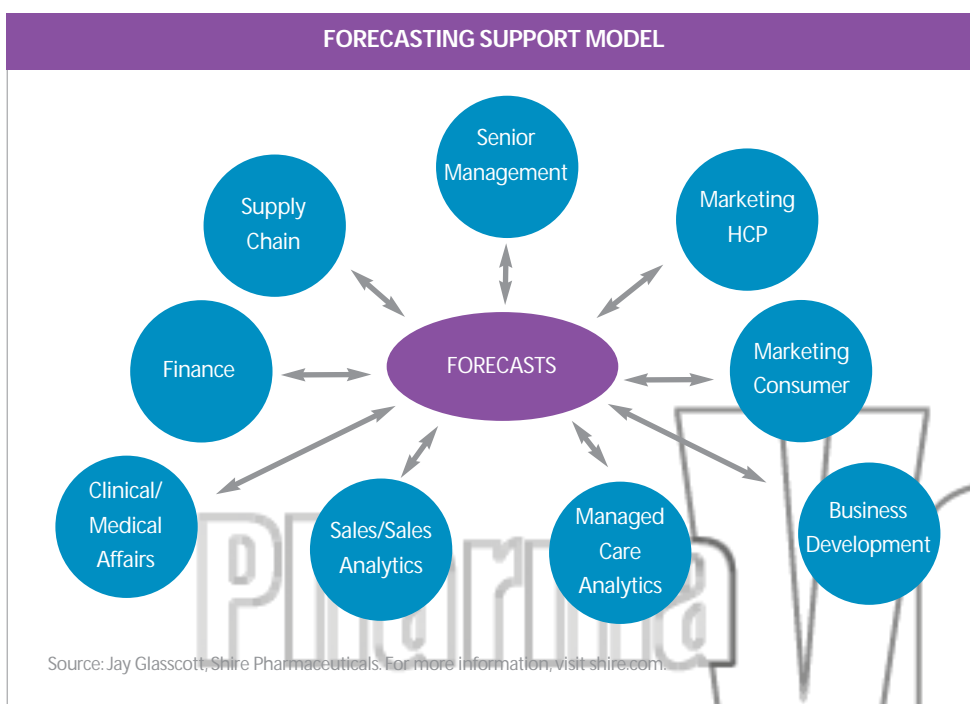 FORECASTING SUPPORT MODEL
Senior
Management
Supply
Chain
Marketing
HCP
Finance
FORECASTS
Marketing
Consumer
Clinical/
Medical
Affairs
Sales/Sales
Analytics
Managed
Care
Analytics
Business
Development
Source: Jay Glasscott, Shire Pharmaceuticals. For more information, visit shire.com.
Pharma